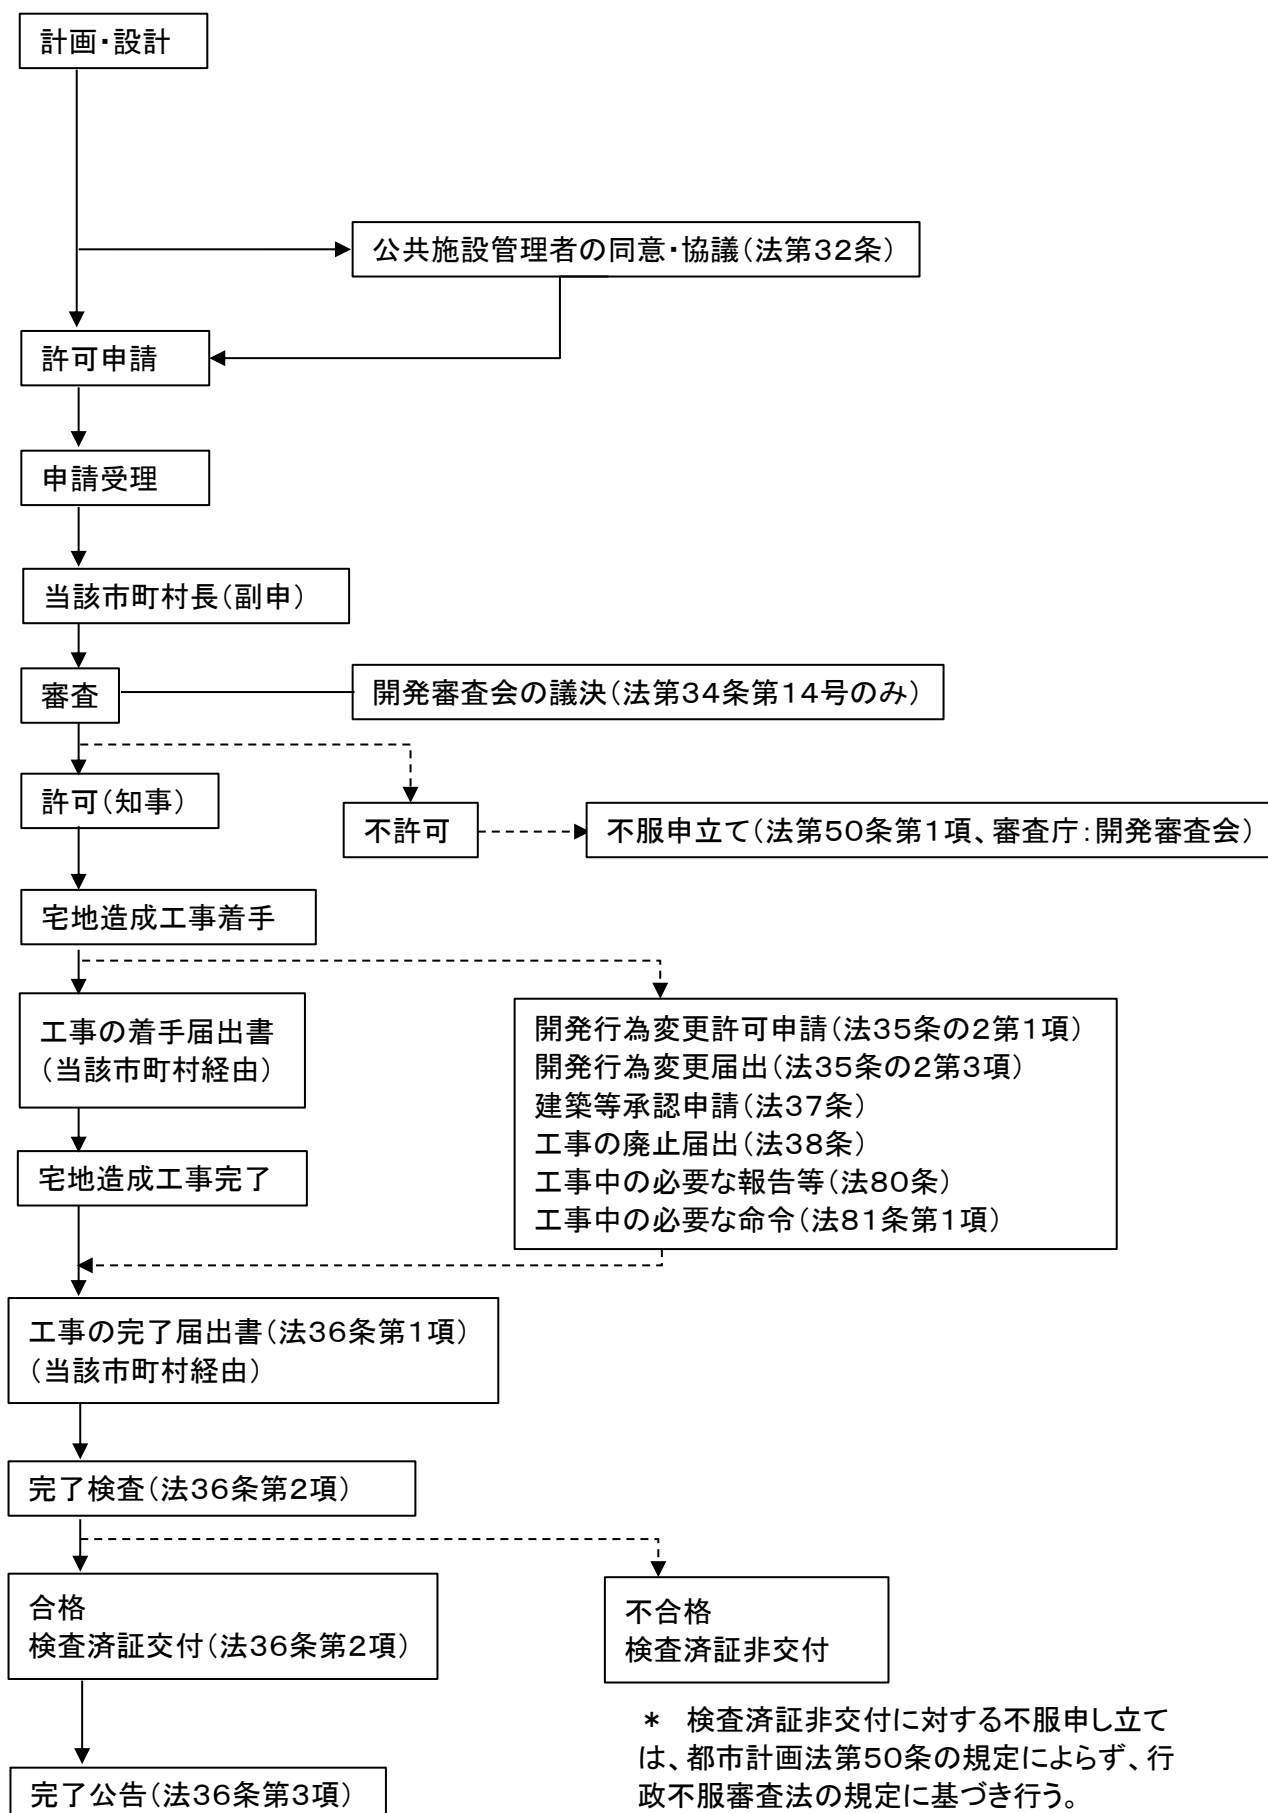 計画・設計
公共施設管理者の同意・協議(法第32条)
許可申請
申請受理
当該市町村長(副申)
審査
開発審査会の議決(法第34条第14号のみ)
許可(知事)
不許可
不服申立て(法第50条第1項、審査庁:開発審査会)
宅地造成工事着手
工事の着手届出書
(当該市町村経由)
開発行為変更許可申請(法35条の2第1項)
開発行為変更届出(法35条の2第3項)
建築等承認申請(法37条)
工事の廃止届出(法38条)
工事中の必要な報告等(法80条)
工事中の必要な命令(法81条第1項)
宅地造成工事完了
工事の完了届出書(法36条第1項)
(当該市町村経由)
完了検査(法36条第2項)
合格
検査済証交付(法36条第2項)
不合格
検査済証非交付
* 検査済証非交付に対する不服申し立て
は、都市計画法第50条の規定によらず、行
政不服審査法の規定に基づき行う。
完了公告(法36条第3項)